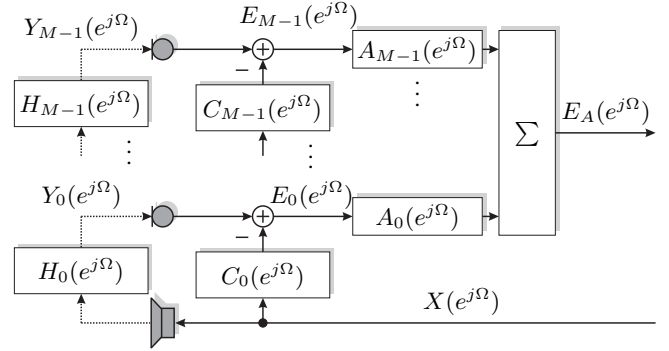 Y_{M−1}(e^{jΩ}) E_{M−1}(e^{jΩ})
+ A_{M−1}(e^{jΩ})
−
H_{M−1}(e^{jΩ}) C_{M−1}(e^{jΩ}) ⋮ E_A(e^{jΩ})
Σ
⋮ ⋮
Y_0(e^{jΩ}) E_0(e^{jΩ})
+ A_0(e^{jΩ})
−
H_0(e^{jΩ}) C_0(e^{jΩ})
X(e^{jΩ})